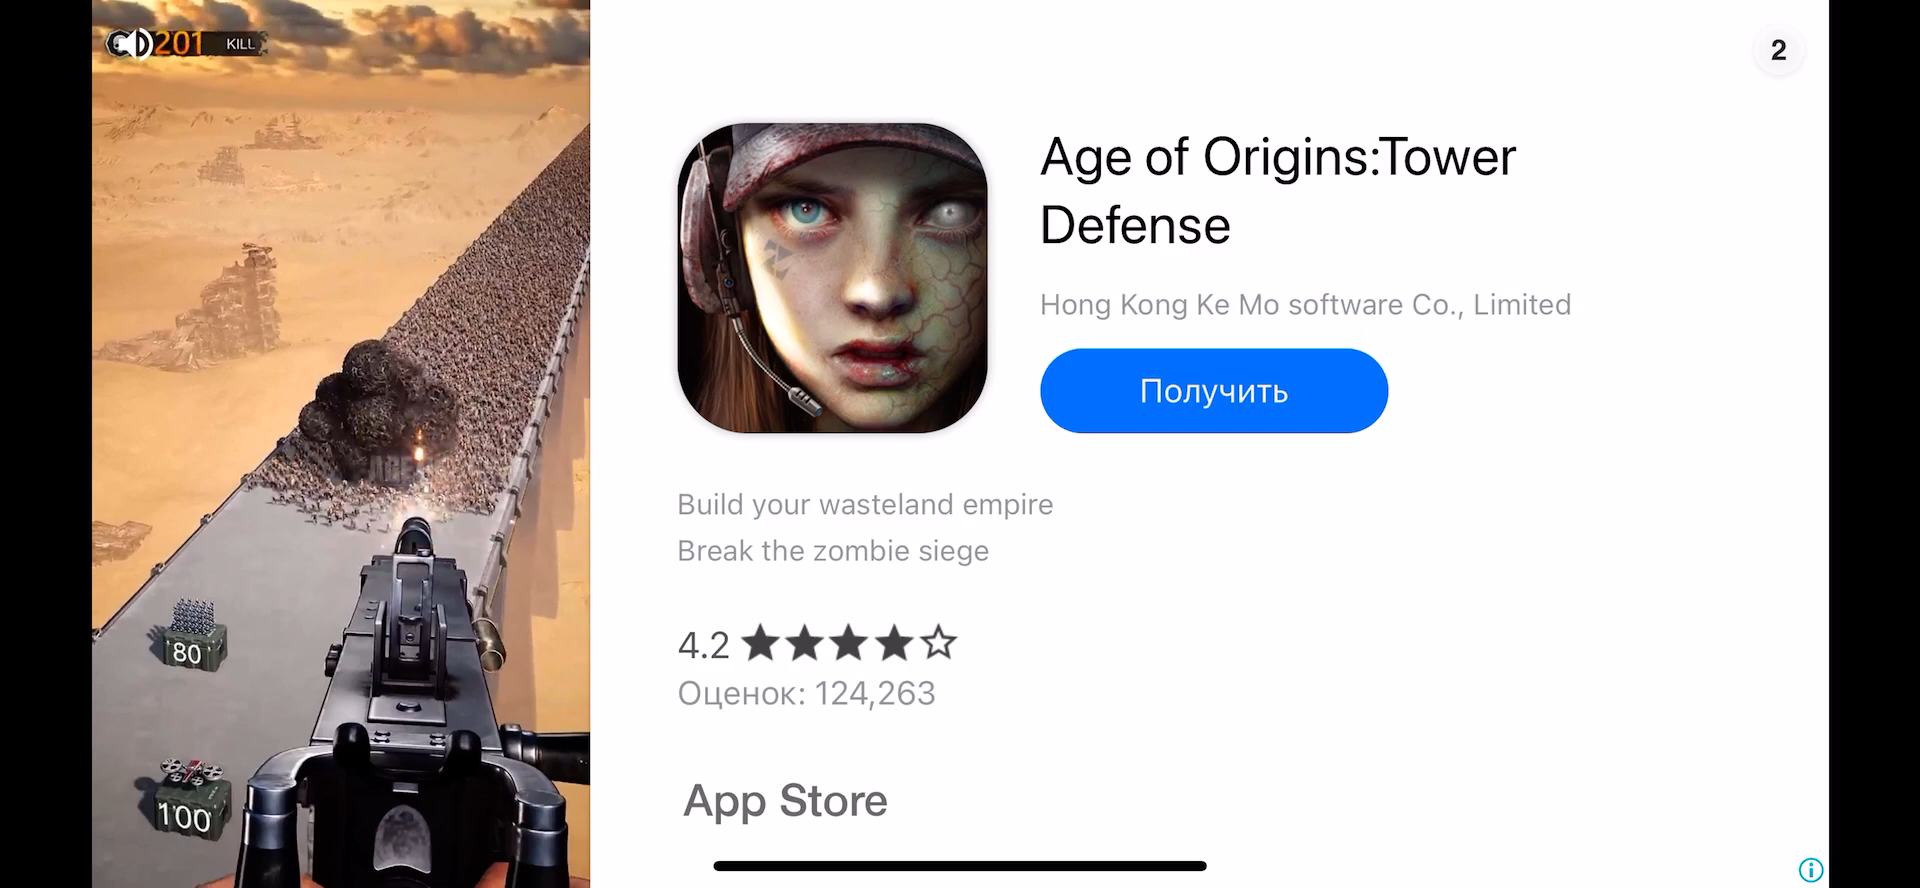 201 KILL
80
100
2
Age of Origins:Tower
Defense
Hong Kong Ke Mo software Co., Limited
Получить
Build your wasteland empire
Break the zombie siege
4.2
Оценок: 124,263
App Store